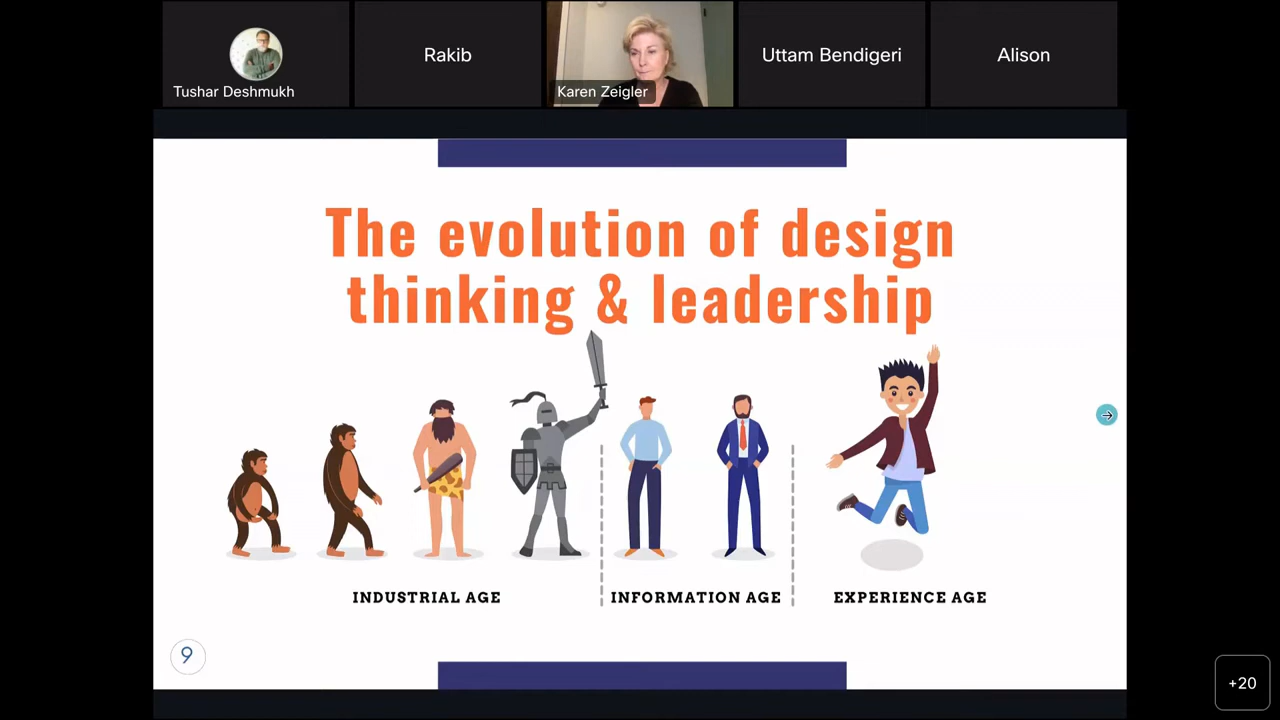 Tushar Deshmukh
Rakib
Karen Zeigler
Uttam Bendigeri
Alison
The evolution of design
thinking & leadership
INDUSTRIAL AGE
INFORMATION AGE
EXPERIENCE AGE
9
+20